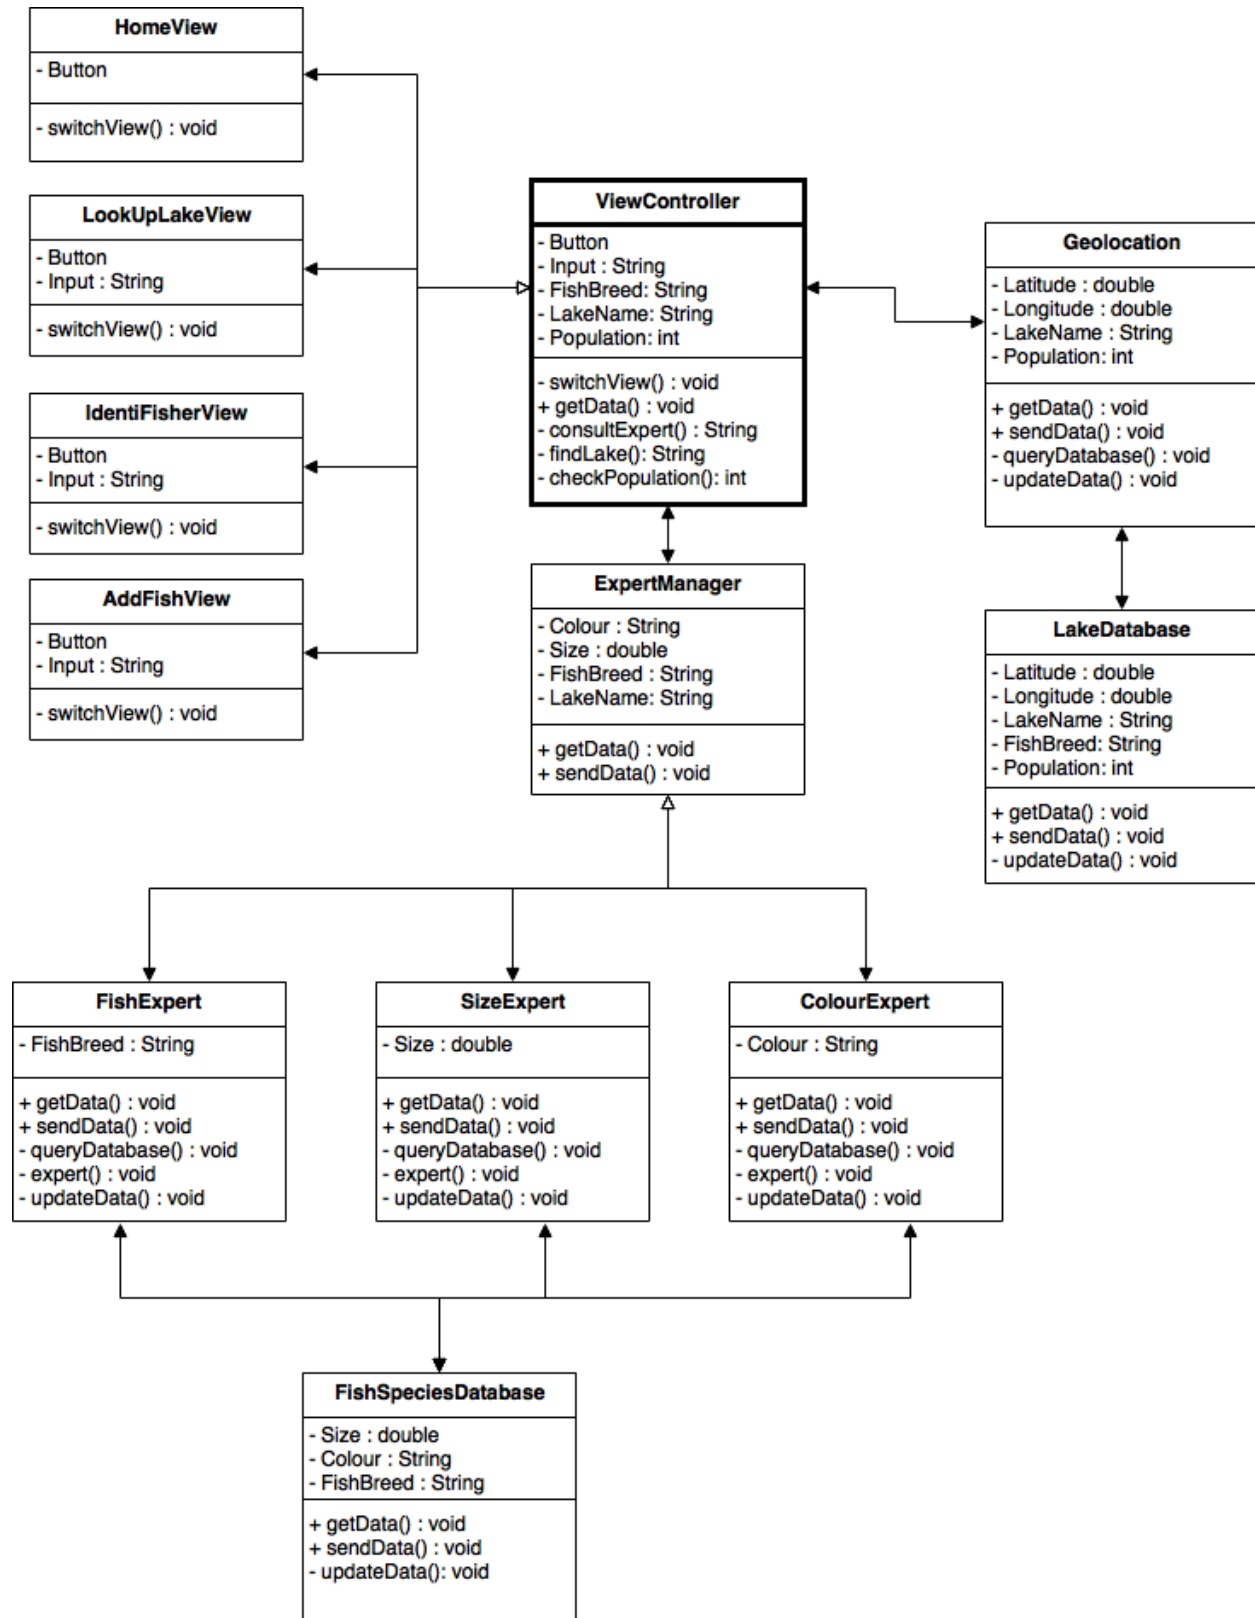 HomeView
- Button
- switchView() : void
LookUpLakeView
- Button
- Input : String
- switchView() : void
IdentiFisherView
- Button
- Input : String
- switchView() : void
AddFishView
- Button
- Input : String
- switchView() : void
ViewController
- Button
- Input : String
- FishBreed: String
- LakeName: String
- Population: int
- switchView() : void
+ getData() : void
- consultExpert() : String
- findLake(): String
- checkPopulation(): int
Geolocation
- Latitude : double
- Longitude : double
- LakeName : String
- Population: int
+ getData() : void
+ sendData() : void
- queryDatabase() : void
- updateData() : void
ExpertManager
- Colour : String
- Size : double
- FishBreed : String
- LakeName: String
+ getData() : void
+ sendData() : void
LakeDatabase
- Latitude : double
- Longitude : double
- LakeName : String
- FishBreed: String
- Population: int
+ getData() : void
+ sendData() : void
- updateData() : void
FishExpert
- FishBreed : String
+ getData() : void
+ sendData() : void
- queryDatabase() : void
- expert() : void
- updateData() : void
SizeExpert
- Size : double
+ getData() : void
+ sendData() : void
- queryDatabase() : void
- expert() : void
- updateData() : void
ColourExpert
- Colour : String
+ getData() : void
+ sendData() : void
- queryDatabase() : void
- expert() : void
- updateData() : void
FishSpeciesDatabase
- Size : double
- Colour : String
- FishBreed : String
+ getData() : void
+ sendData() : void
- updateData(): void